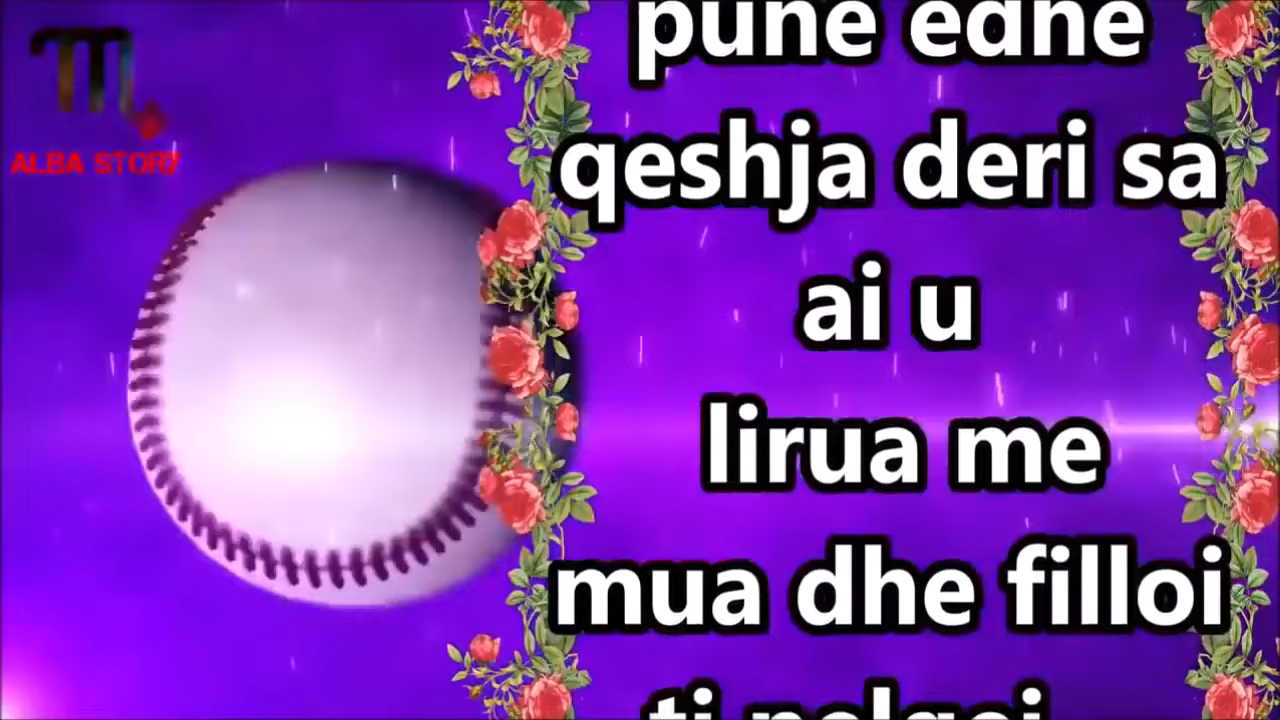 ALBA STORY
pune edhe
qeshja deri sa
ai u
lirua me
mua dhe filloi